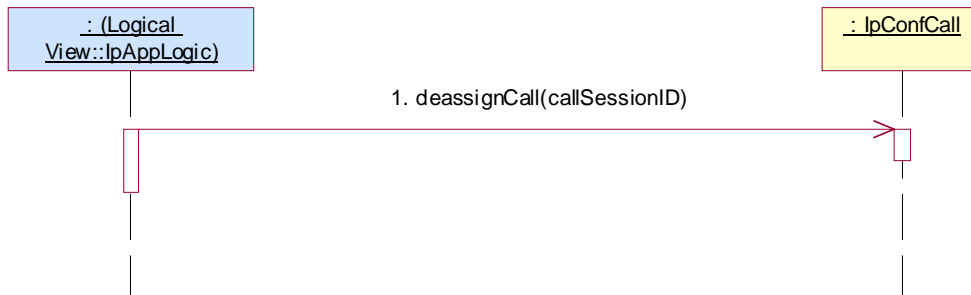 : (Logical
View::IpAppLogic)
: IpConfCall
1. deassignCall(callSessionID)